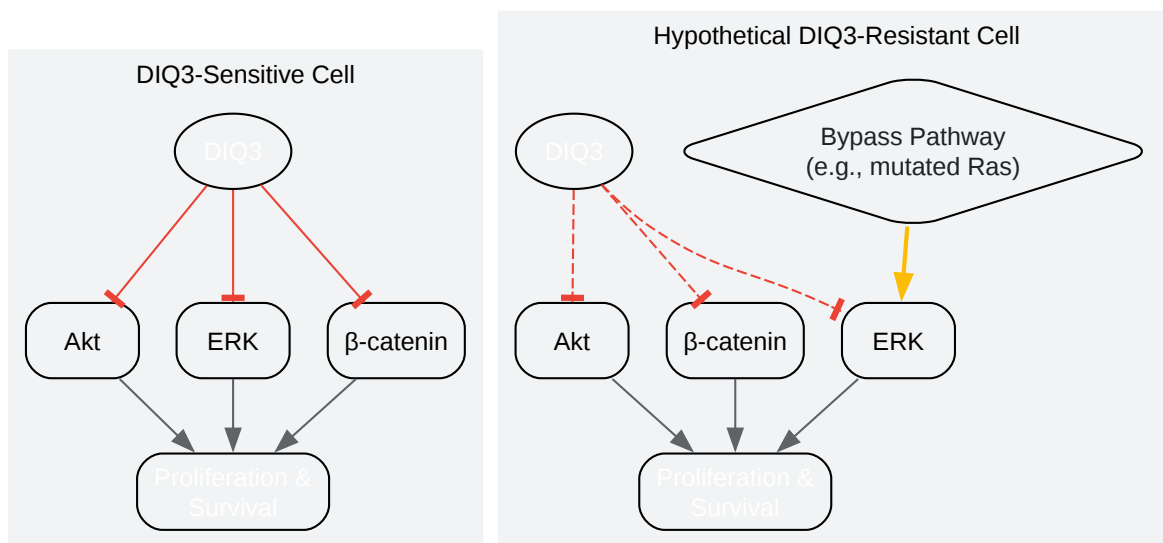 DIQ3-Sensitive Cell
DIQ3
Akt
ERK
β-catenin
Proliferation &
Survival
Hypothetical DIQ3-Resistant Cell
DIQ3
Bypass Pathway
(e.g., mutated Ras)
Akt
β-catenin
ERK
Proliferation &
Survival